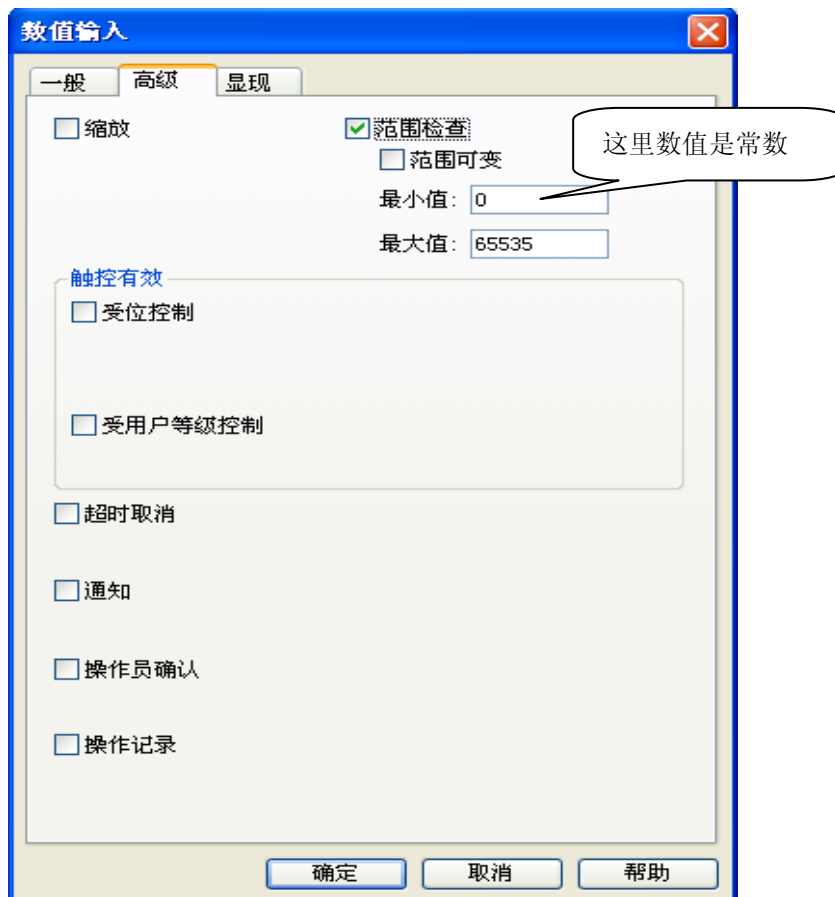 数值输入
一般 高级 显现
缩放
范围检查
这里数值是常数
范围可变
最小值: 0
最大值: 65535
触控有效
受位控制
受用户等级控制
超时取消
通知
操作员确认
操作记录
确定 取消 帮助